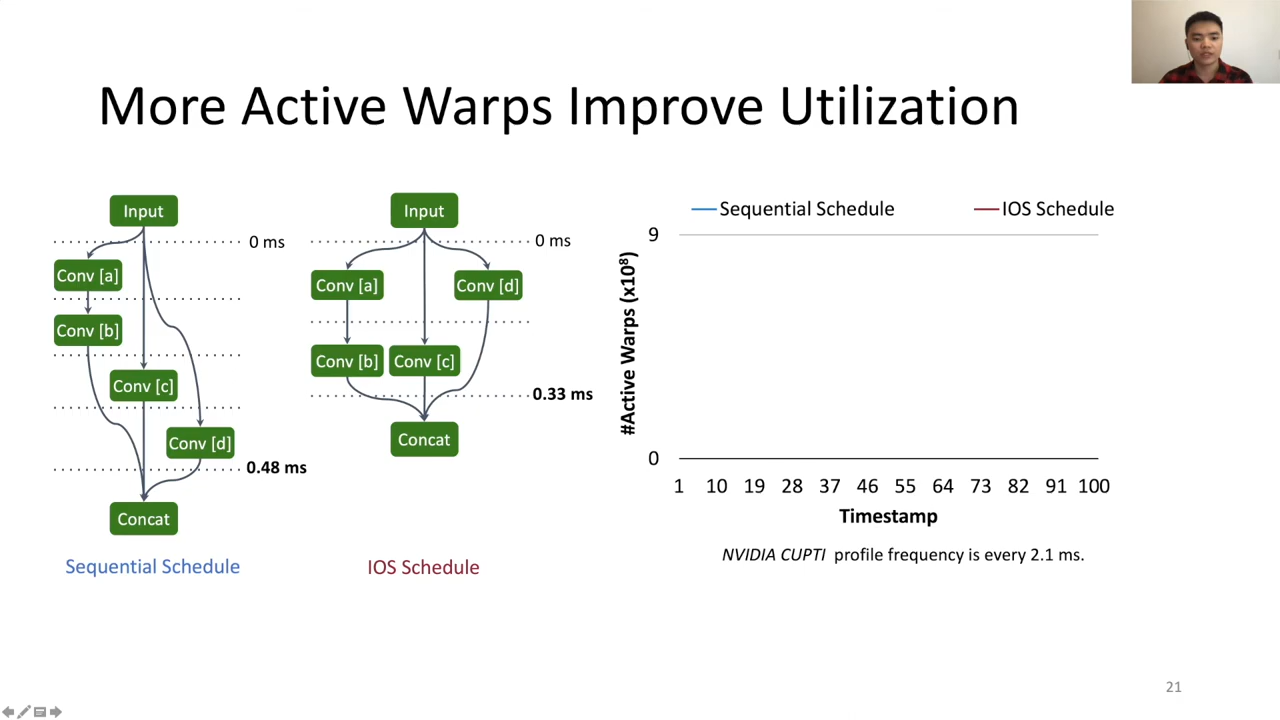 More Active Warps Improve Utilization
Input
0 ms
Conv [a]
Conv [b]
Conv [c]
Conv [d]
0.48 ms
Concat
Sequential Schedule
Input
0 ms
Conv [a]
Conv [d]
Conv [b]
Conv [c]
0.33 ms
Concat
IOS Schedule
Sequential Schedule
IOS Schedule
#Active Warps (x10⁸)
9
0
1 10 19 28 37 46 55 64 73 82 91 100
Timestamp
NVIDIA CUPTI profile frequency is every 2.1 ms.
21